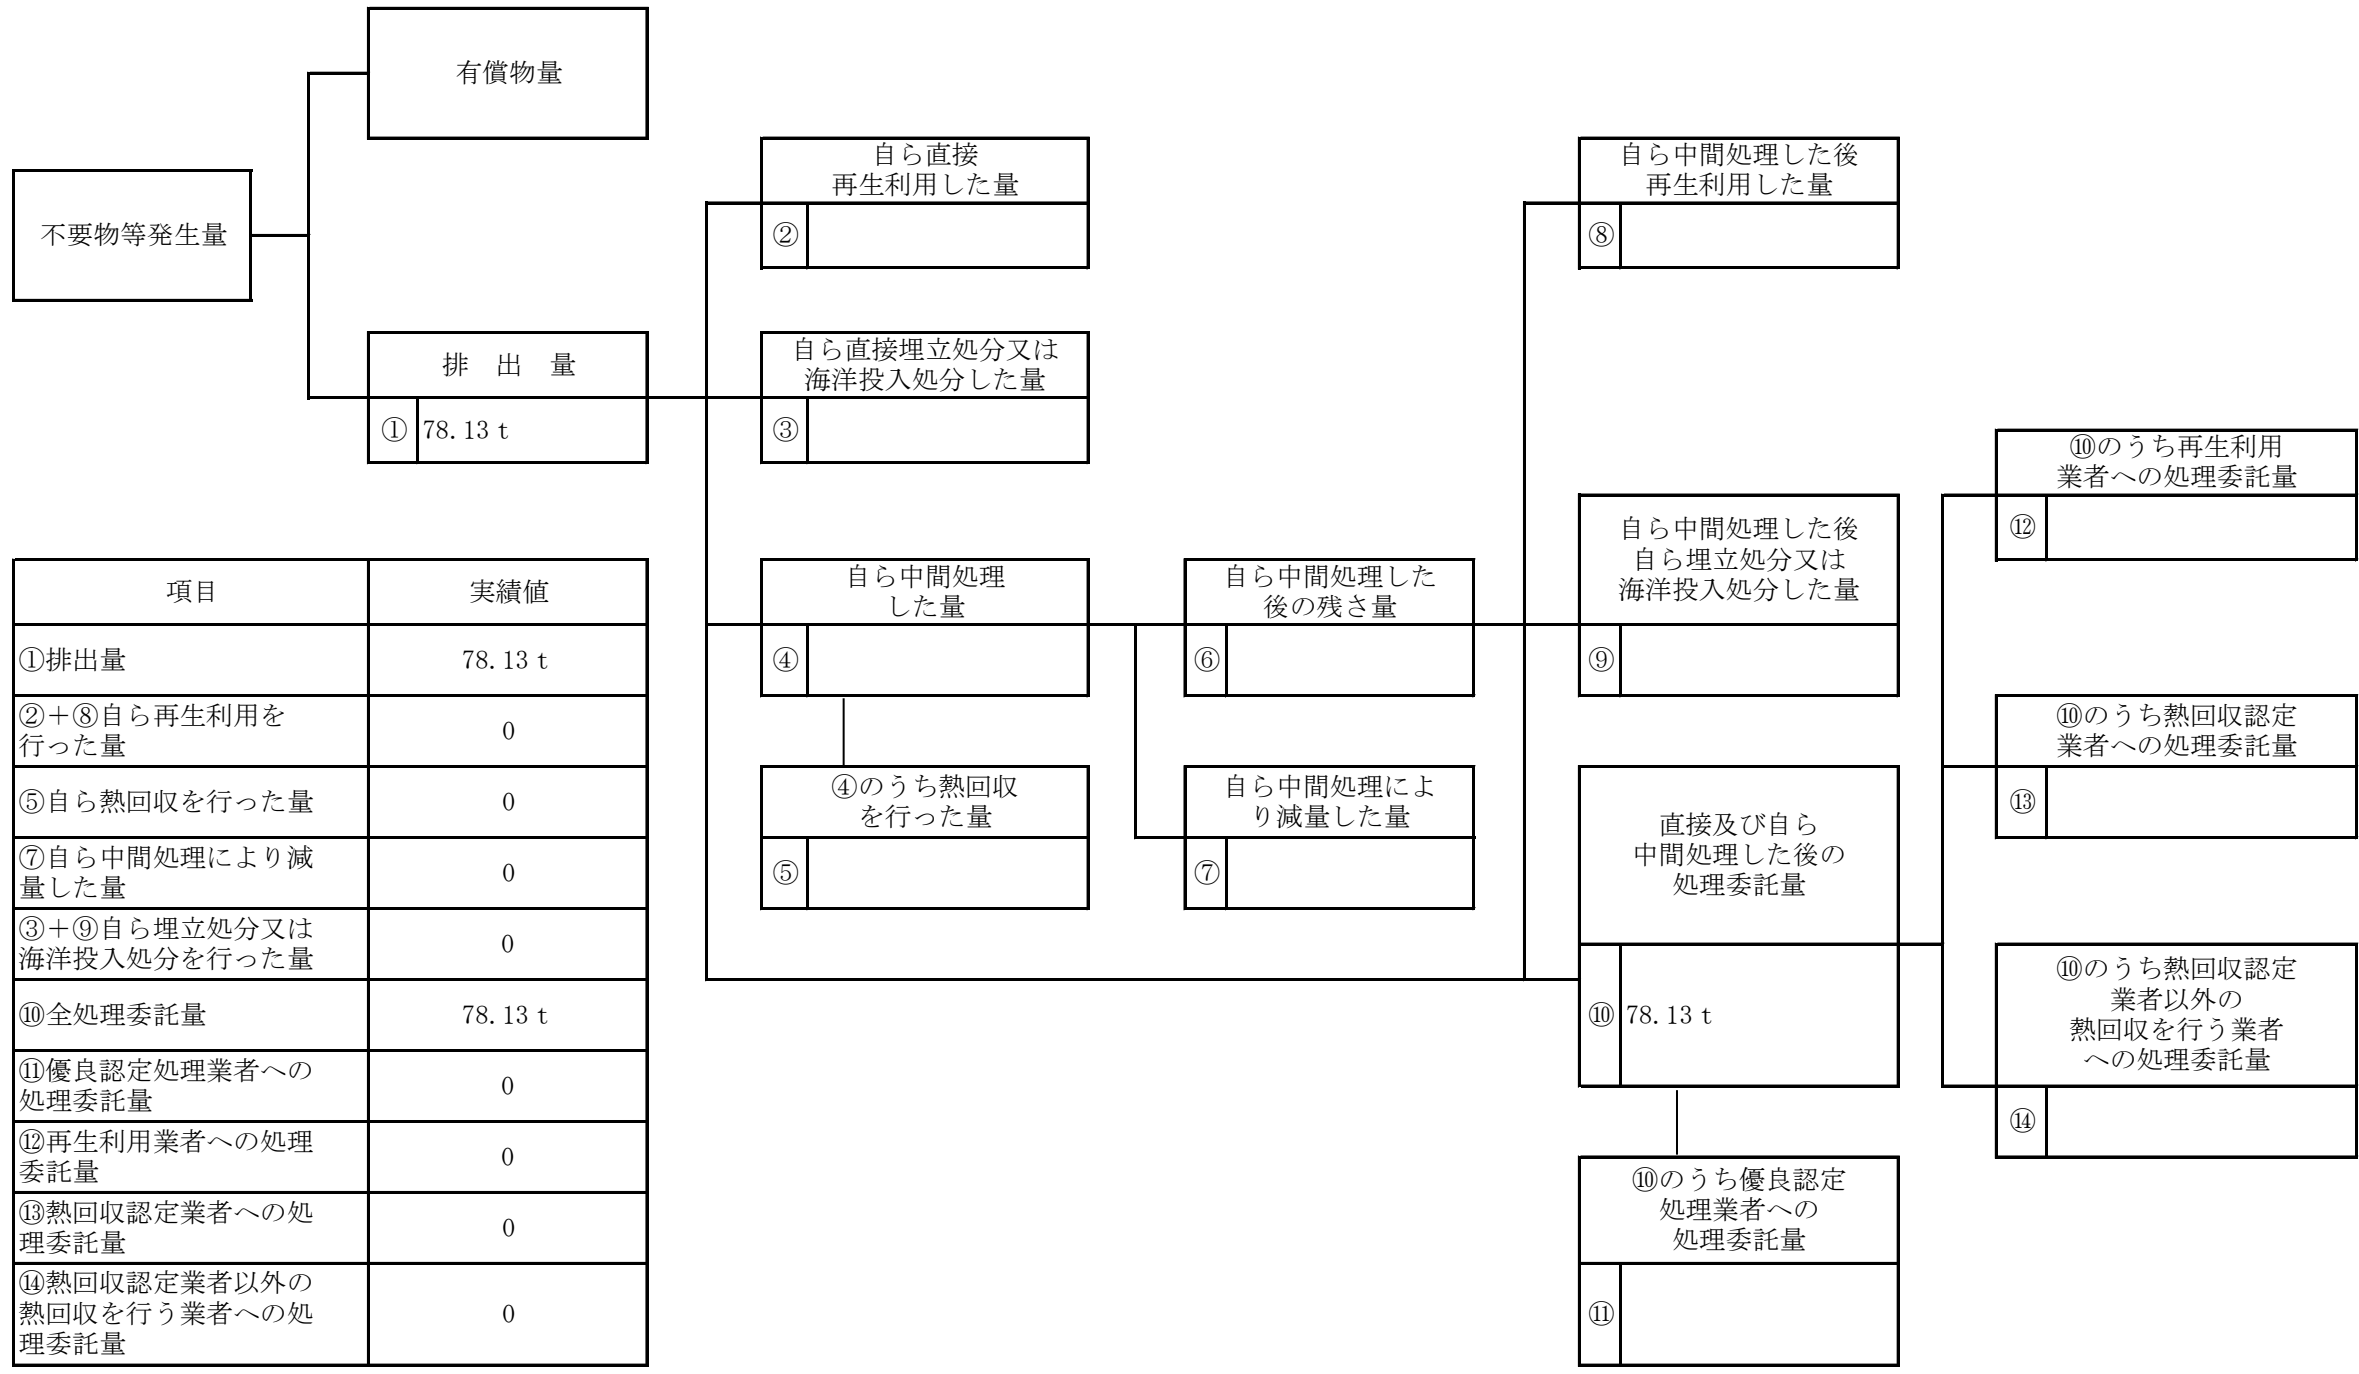 有償物量
不要物等発生量
排　出　量
①
78.13 t
自ら直接
再生利用した量
②
自ら直接埋立処分又は
海洋投入処分した量
③
自ら中間処理
した量
④
④のうち熱回収
を行った量
⑤
自ら中間処理した
後の残さ量
⑥
自ら中間処理によ
り減量した量
⑦
自ら中間処理した後
再生利用した量
⑧
自ら中間処理した後
自ら埋立処分又は
海洋投入処分した量
⑨
直接及び自ら
中間処理した後の
処理委託量
⑩
78.13 t
⑩のうち優良認定
処理業者への
処理委託量
⑪
⑩のうち再生利用
業者への処理委託量
⑫
⑩のうち熱回収認定
業者への処理委託量
⑬
⑩のうち熱回収認定
業者以外の
熱回収を行う業者
への処理委託量
⑭
項目
実績値
①排出量
78.13 t
②＋⑧自ら再生利用を
行った量
0
⑤自ら熱回収を行った量
0
⑦自ら中間処理により減
量した量
0
③＋⑨自ら埋立処分又は
海洋投入処分を行った量
0
⑩全処理委託量
78.13 t
⑪優良認定処理業者への
処理委託量
0
⑫再生利用業者への処理
委託量
0
⑬熱回収認定業者への処
理委託量
0
⑭熱回収認定業者以外の
熱回収を行う業者への処
理委託量
0